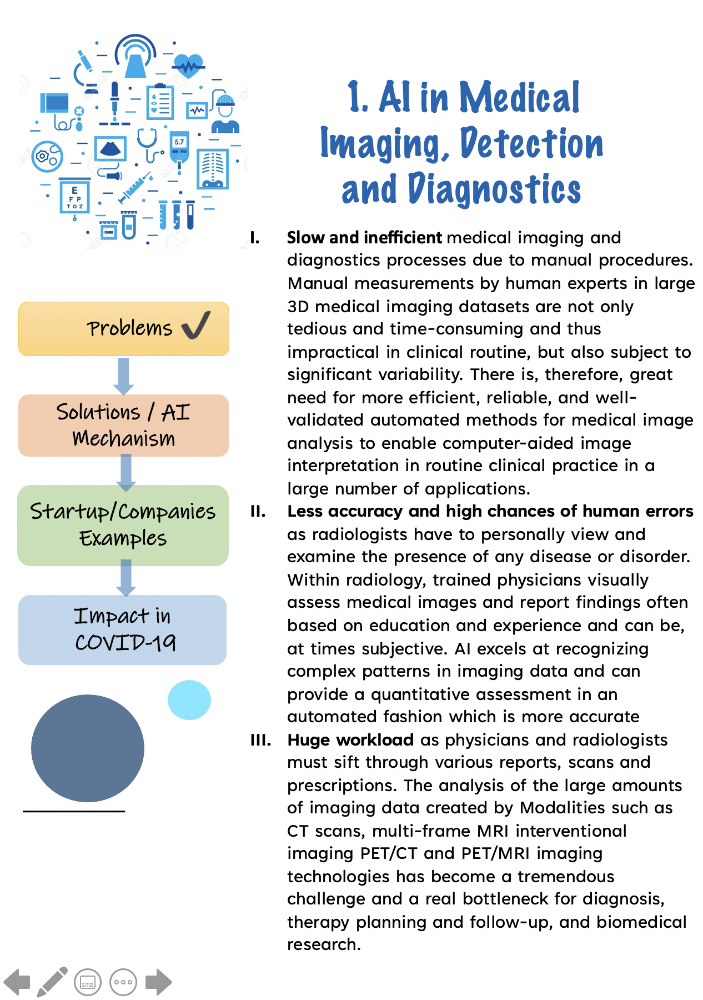 5.7
E
F P
T O Z
1. AI in Medical
Imaging, Detection
and Diagnostics
Problems ✔
Solutions / AI
Mechanism
Startup/Companies
Examples
Impact in
COVID-19
I. Slow and inefficient medical imaging and
diagnostics processes due to manual procedures.
Manual measurements by human experts in large
3D medical imaging datasets are not only
tedious and time-consuming and thus
impractical in clinical routine, but also subject to
significant variability. There is, therefore, great
need for more efficient, reliable, and well-
validated automated methods for medical image
analysis to enable computer-aided image
interpretation in routine clinical practice in a
large number of applications.
II. Less accuracy and high chances of human errors
as radiologists have to personally view and
examine the presence of any disease or disorder.
Within radiology, trained physicians visually
assess medical images and report findings often
based on education and experience and can be,
at times subjective. AI excels at recognizing
complex patterns in imaging data and can
provide a quantitative assessment in an
automated fashion which is more accurate
III. Huge workload as physicians and radiologists
must sift through various reports, scans and
prescriptions. The analysis of the large amounts
of imaging data created by Modalities such as
CT scans, multi-frame MRI interventional
imaging PET/CT and PET/MRI imaging
technologies has become a tremendous
challenge and a real bottleneck for diagnosis,
therapy planning and follow-up, and biomedical
research.